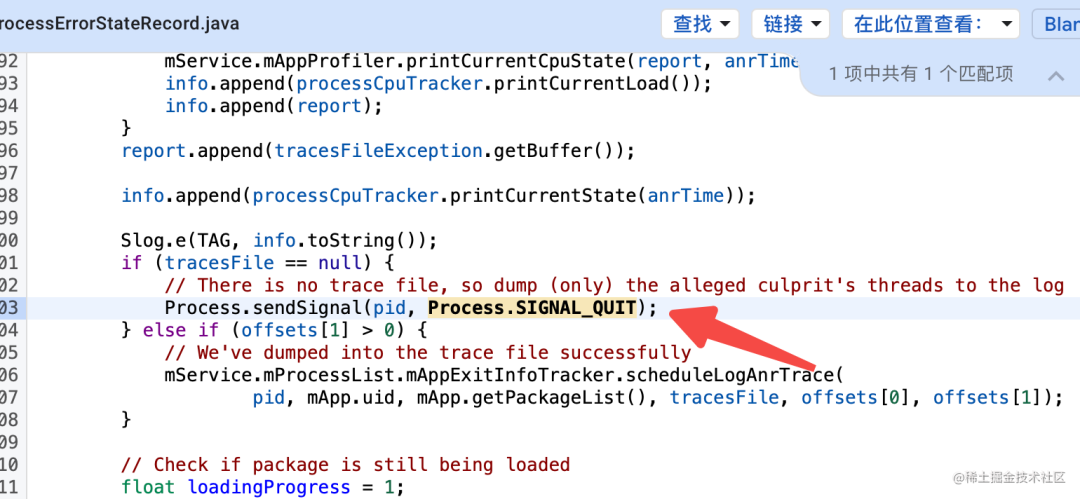 rocessErrorStateRecord.java 查找 链接 在此位置查看： Blar
1 项中共有 1 个匹配项
92 mService.mAppProfiler.printCurrentCpuState(report, anrTime
93 info.append(processCpuTracker.printCurrentLoad());
94 info.append(report);
95 }
96 report.append(tracesFileException.getBuffer());
97
98 info.append(processCpuTracker.printCurrentState(anrTime));
99
00 Slog.e(TAG, info.toString());
01 if (tracesFile == null) {
02 // There is no trace file, so dump (only) the alleged culprit's threads to the log
03 Process.sendSignal(pid, Process.SIGNAL_QUIT);
04 } else if (offsets[1] > 0) {
05 // We've dumped into the trace file successfully
06 mService.mProcessList.mAppExitInfoTracker.scheduleLogAnrTrace(
07 pid, mApp.uid, mApp.getPackageList(), tracesFile, offsets[0], offsets[1]);
08 }
09
10 // Check if package is still being loaded
11 float loadingProgress = 1;
@稀土掘金技术社区